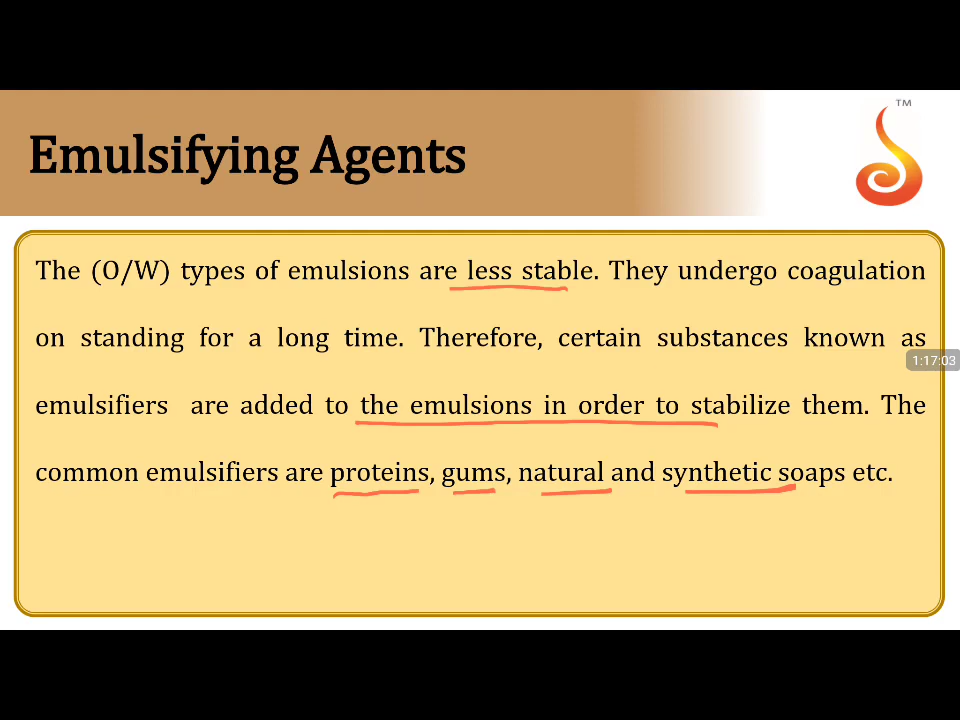 TM
Emulsifying Agents
The (O/W) types of emulsions are less stable. They undergo coagulation
on standing for a long time. Therefore, certain substances known as
1:17:03
emulsifiers are added to the emulsions in order to stabilize them. The
common emulsifiers are proteins, gums, natural and synthetic soaps etc.